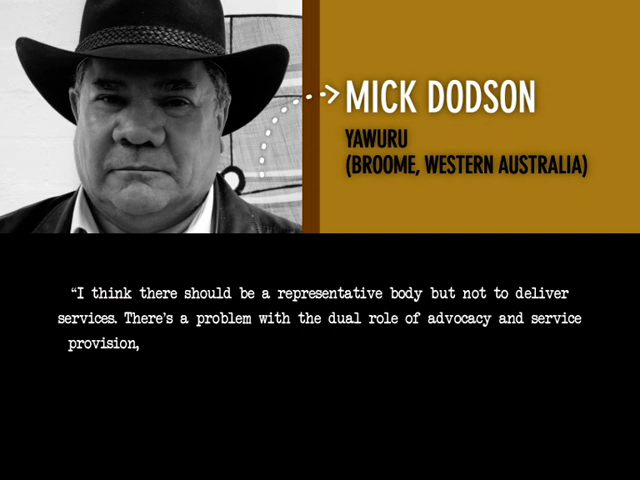 MICK DODSON
YAWURU
(BROOME, WESTERN AUSTRALIA)
“I think there should be a representative body but not to deliver
services. There’s a problem with the dual role of advocacy and service
provision,